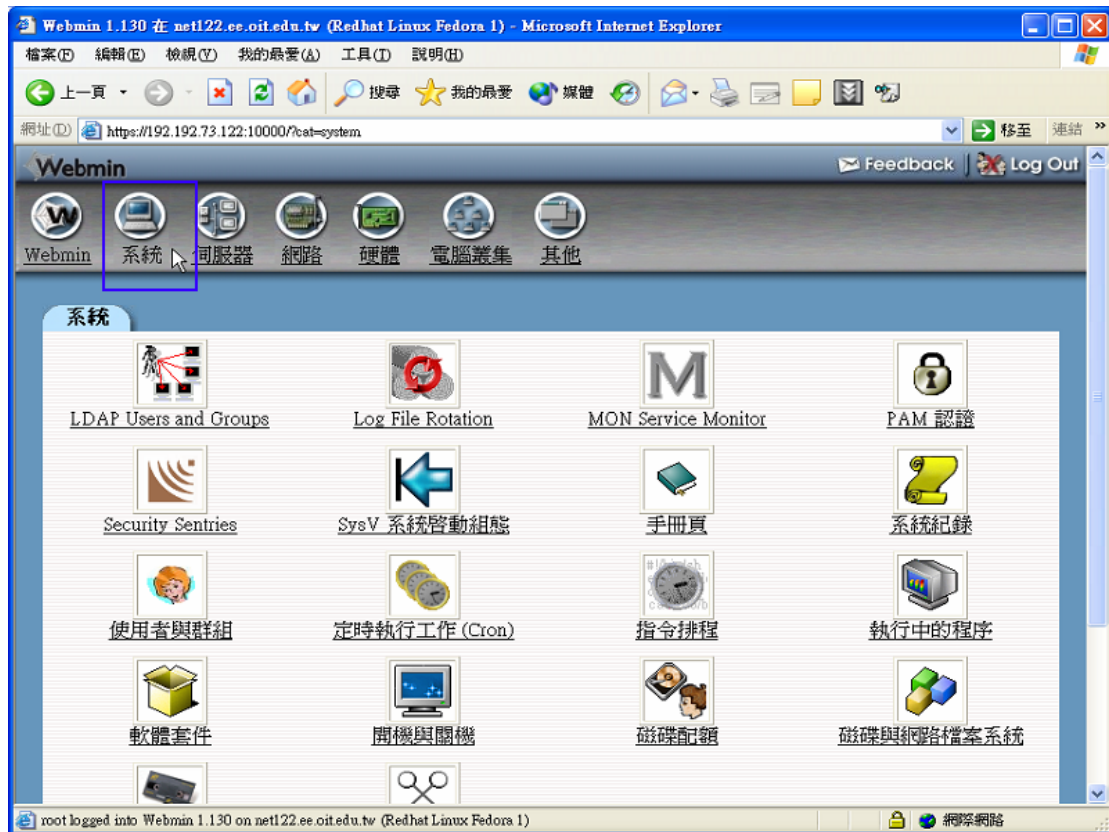 Webmin 1.130 在 net122.ee.oit.edu.tw (Redhat Linux Fedora 1) - Microsoft Internet Explorer
檔案(F) 編輯(E) 檢視(V) 我的最愛(A) 工具(T) 說明(H)
上一頁 搜尋 我的最愛 媒體
網址(D) https://192.192.73.122:10000/?cat=system 移至 連結 »
Webmin Feedback Log Out
Webmin 系統 伺服器 網路 硬體 電腦叢集 其他
系統
LDAP Users and Groups Log File Rotation MON Service Monitor PAM 認證
Security Sentries SysV 系統啓動組態 手冊頁 系統紀錄
使用者與群組 定時執行工作 (Cron) 指令排程 執行中的程序
軟體套件 開機與關機 磁碟配額 磁碟與網路檔案系統
root logged into Webmin 1.130 on net122.ee.oit.edu.tw (Redhat Linux Fedora 1) 網際網路